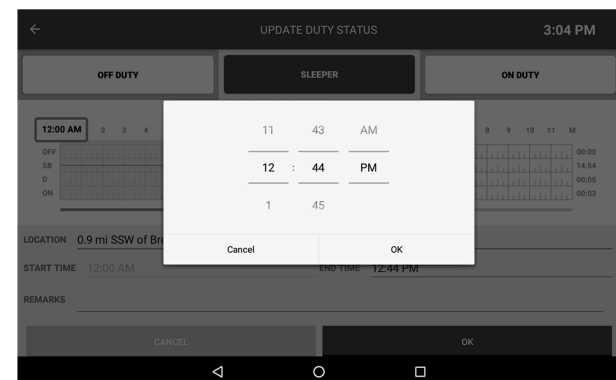 UPDATE DUTY STATUS 3:04 PM
OFF DUTY SLEEPER ON DUTY
12:00 AM 2 3 4 8 9 10 11 M
OFF 00:00
SB 14:54
D 00:05
ON 00:03
11 43 AM
12 : 44 PM
1 45
Cancel OK
LOCATION 0.9 mi SSW of Bro
START TIME 12:00 AM END TIME 12:44 PM
REMARKS
CANCEL OK